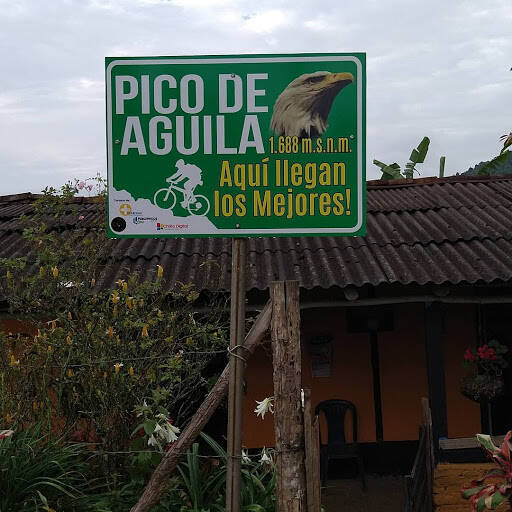 PICO DE
AGUILA
1.688 m.s.n.m.
Aquí llegan
los Mejores!